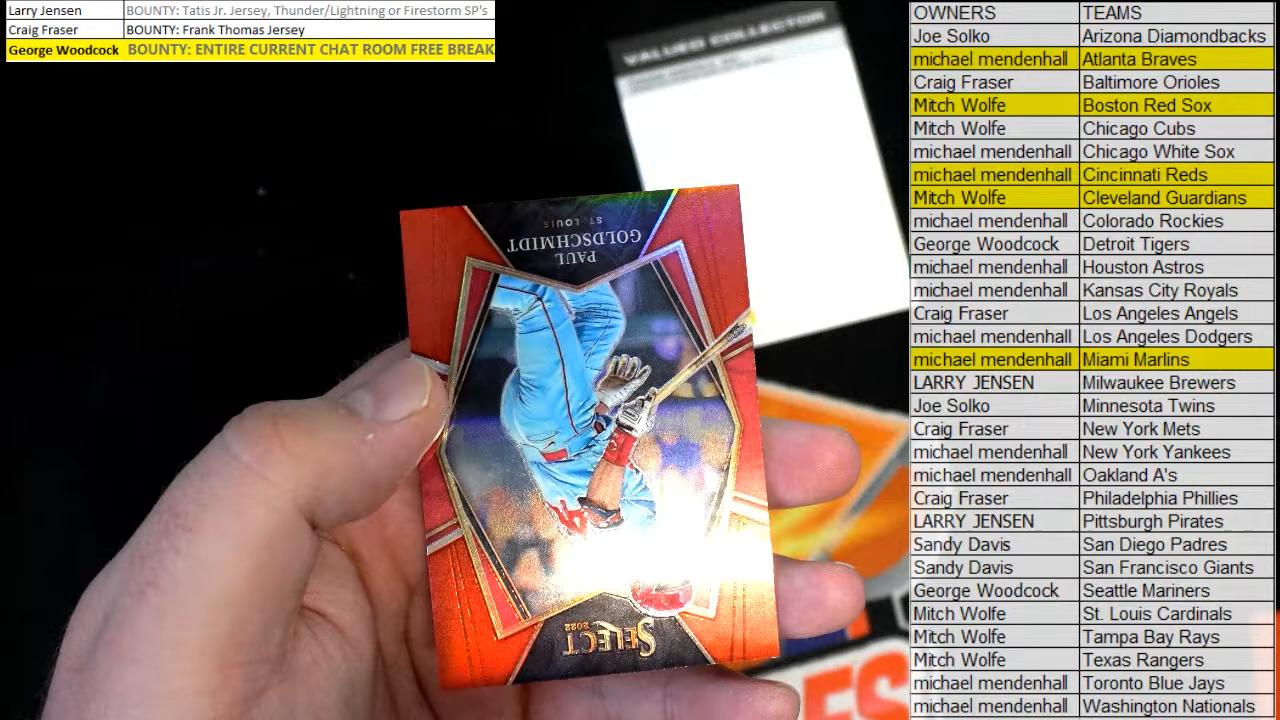 Larry Jensen BOUNTY: Tatis Jr. Jersey, Thunder/Lightning or Firestorm SP's
Craig Fraser BOUNTY: Frank Thomas Jersey
George Woodcock BOUNTY: ENTIRE CURRENT CHAT ROOM FREE BREAK
VALUED COLLECTOR
ST. LOUIS
PAUL
GOLDSCHMIDT
2022
SELECT
ES
OWNERS TEAMS
Joe Solko Arizona Diamondbacks
michael mendenhall Atlanta Braves
Craig Fraser Baltimore Orioles
Mitch Wolfe Boston Red Sox
Mitch Wolfe Chicago Cubs
michael mendenhall Chicago White Sox
michael mendenhall Cincinnati Reds
Mitch Wolfe Cleveland Guardians
michael mendenhall Colorado Rockies
George Woodcock Detroit Tigers
michael mendenhall Houston Astros
michael mendenhall Kansas City Royals
Craig Fraser Los Angeles Angels
michael mendenhall Los Angeles Dodgers
michael mendenhall Miami Marlins
LARRY JENSEN Milwaukee Brewers
Joe Solko Minnesota Twins
Craig Fraser New York Mets
michael mendenhall New York Yankees
michael mendenhall Oakland A's
Craig Fraser Philadelphia Phillies
LARRY JENSEN Pittsburgh Pirates
Sandy Davis San Diego Padres
Sandy Davis San Francisco Giants
George Woodcock Seattle Mariners
Mitch Wolfe St. Louis Cardinals
Mitch Wolfe Tampa Bay Rays
Mitch Wolfe Texas Rangers
michael mendenhall Toronto Blue Jays
michael mendenhall Washington Nationals